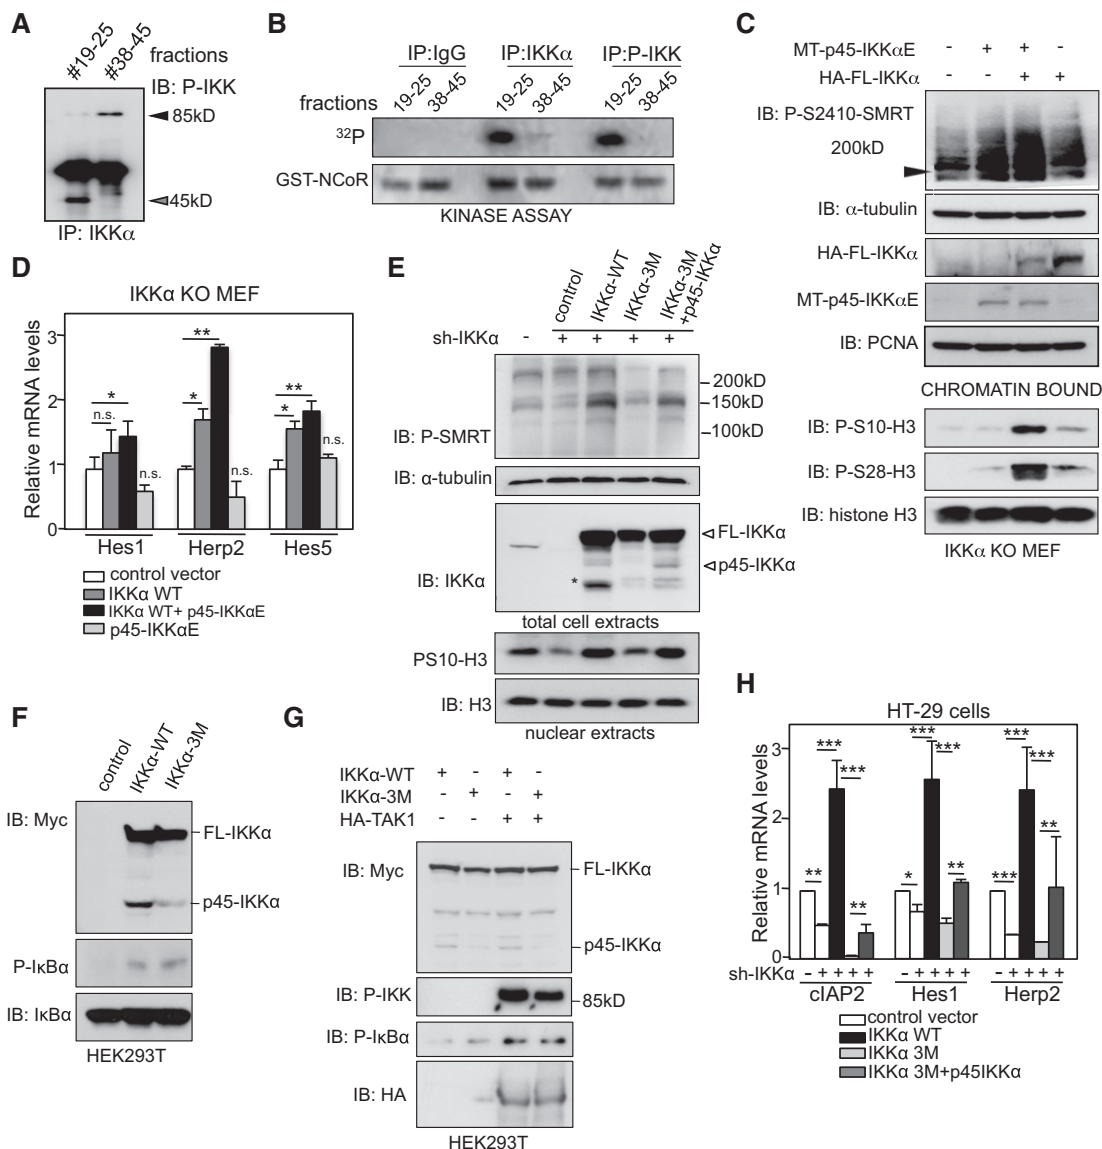 A
#19-25
#38-45
fractions
IB: P-IKK
85kD
45kD
IP: IKKα
B
IP:IgG
IP:IKKα
IP:P-IKK
fractions
19-25
38-45
19-25
38-45
19-25
38-45
32P
GST-NCoR
KINASE ASSAY
C
MT-p45-IKKαE - + + -
HA-FL-IKKα - - + +
IB: P-S2410-SMRT
200kD
IB: α-tubulin
HA-FL-IKKα
MT-p45-IKKαE
IB: PCNA
CHROMATIN BOUND
IB: P-S10-H3
IB: P-S28-H3
IB: histone H3
IKKα KO MEF
D
IKKα KO MEF
Relative mRNA levels
3
2
1
0
n.s.
*
n.s.
*
**
n.s.
*
**
n.s.
Hes1
Herp2
Hes5
control vector
IKKα WT
IKKα WT+ p45-IKKαE
p45-IKKαE
E
control
IKKα-WT
IKKα-3M
IKKα-3M
+p45-IKKα
sh-IKKα - + + + +
200kD
150kD
100kD
IB: P-SMRT
IB: α-tubulin
FL-IKKα
p45-IKKα
IB: IKKα
*
total cell extracts
PS10-H3
IB: H3
nuclear extracts
F
control
IKKα-WT
IKKα-3M
IB: Myc
FL-IKKα
p45-IKKα
P-IκBα
IB: IκBα
HEK293T
G
IKKα-WT + - + -
IKKα-3M - + - +
HA-TAK1 - - + +
IB: Myc
FL-IKKα
p45-IKKα
IB: P-IKK
85kD
IB: P-IκBα
IB: HA
HEK293T
H
HT-29 cells
Relative mRNA levels
3
2
1
0
**
***
***
**
*
***
***
**
***
***
***
**
sh-IKKα - + + + + - + + + + - + + + +
cIAP2
Hes1
Herp2
control vector
IKKα WT
IKKα 3M
IKKα 3M+p45IKKα